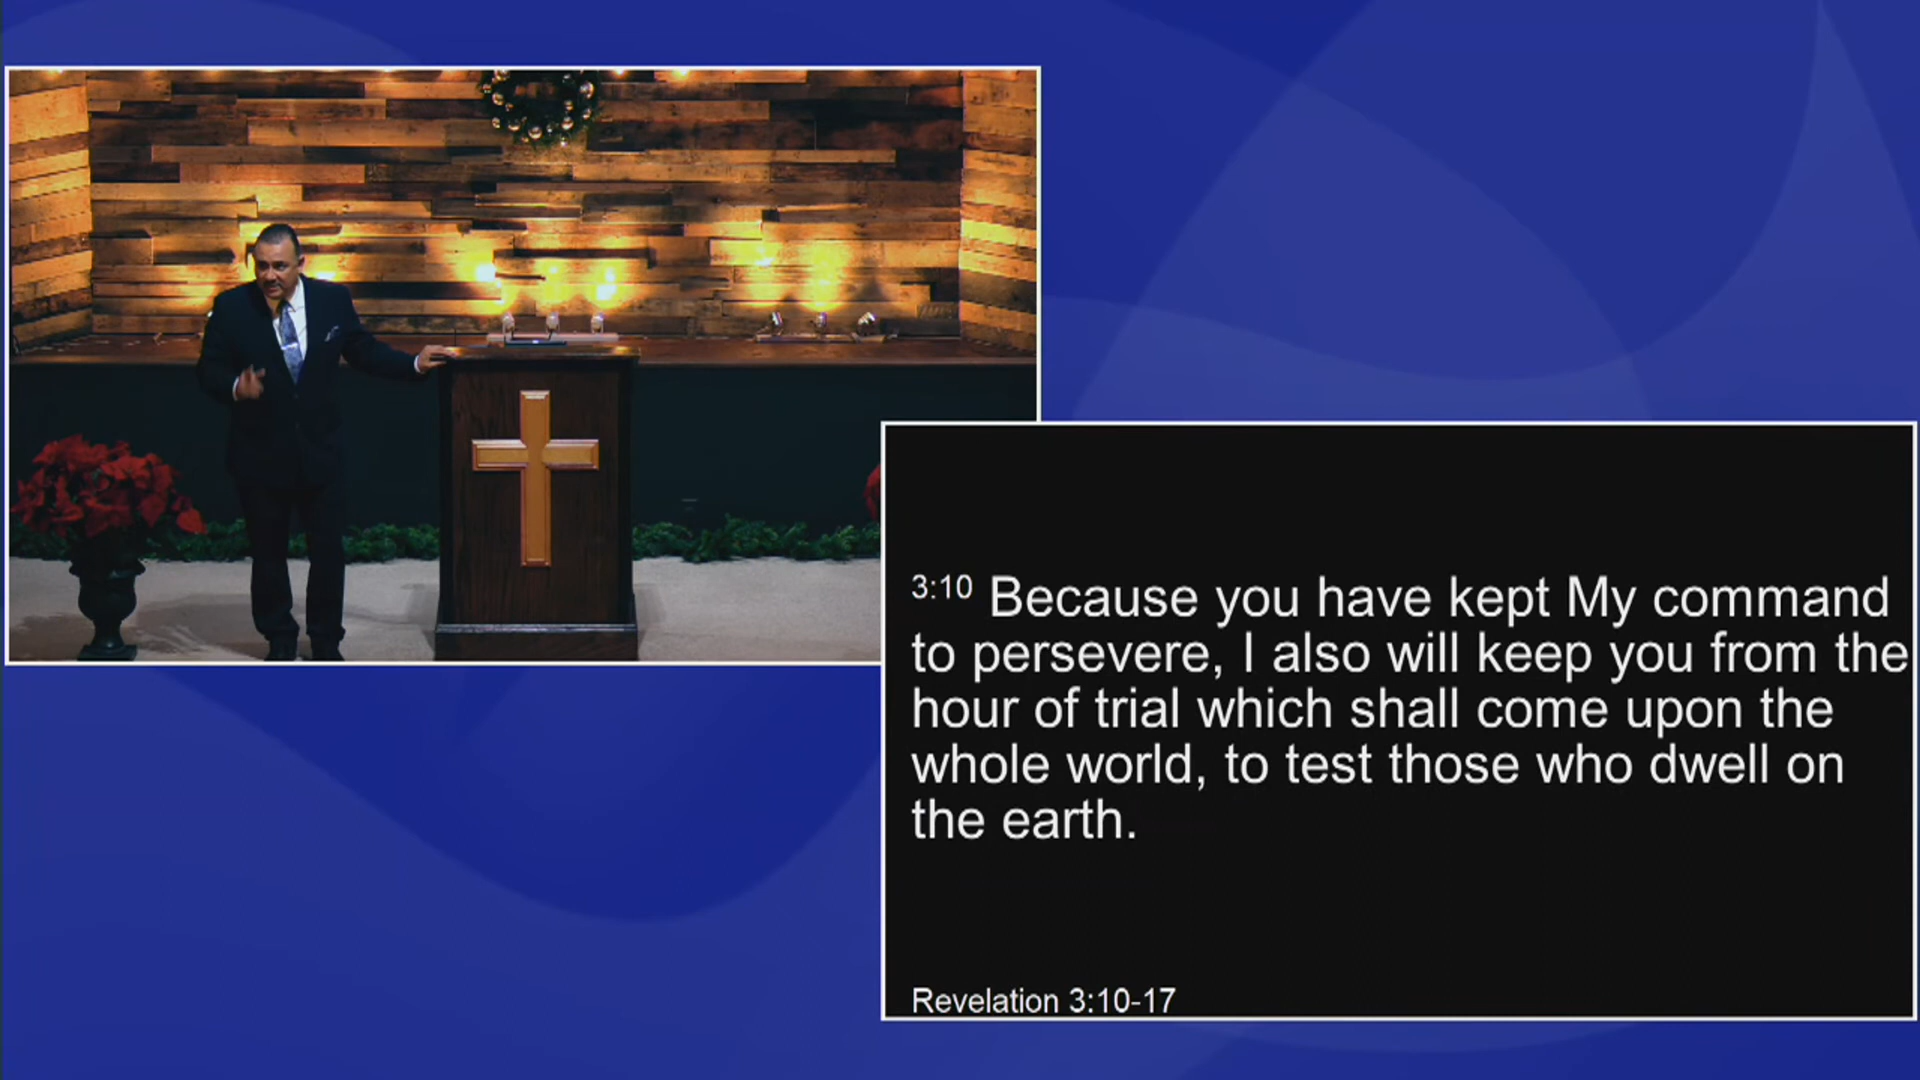 3:10 Because you have kept My command
to persevere, I also will keep you from the
hour of trial which shall come upon the
whole world, to test those who dwell on
the earth.
Revelation 3:10-17